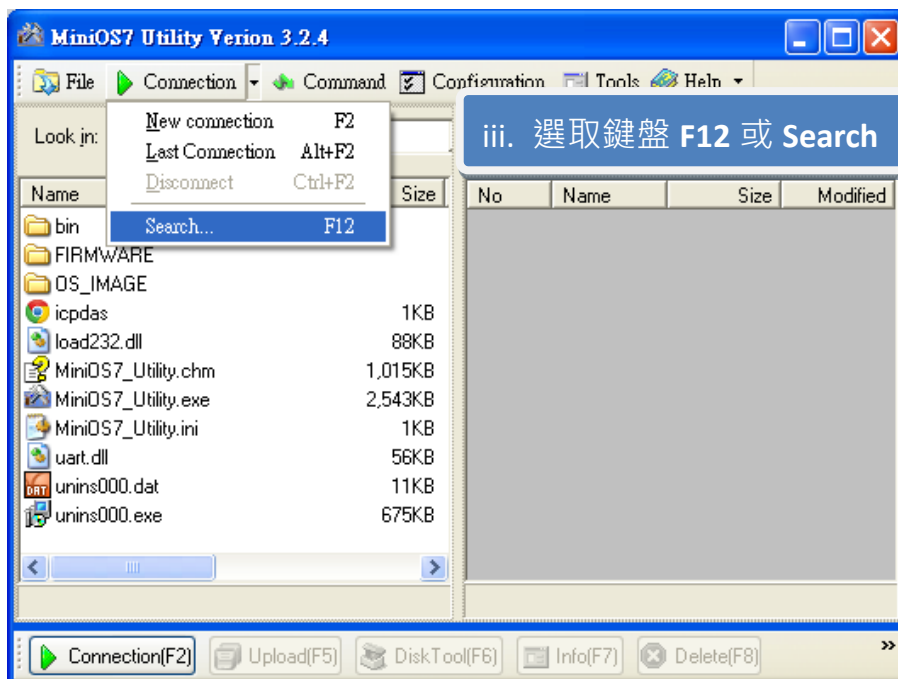 MiniOS7 Utility Verion 3.2.4
File Connection Command Configuration Tools Help
iii. 選取鍵盤 F12 或 Search
Look in:
New connection F2
Last Connection Alt+F2
Disconnect Ctrl+F2
Search... F12
Name Size
No Name Size Modified
bin
FIRMWARE
OS_IMAGE
icpdas 1KB
load232.dll 88KB
MiniOS7_Utility.chm 1,015KB
MiniOS7_Utility.exe 2,543KB
MiniOS7_Utility.ini 1KB
uart.dll 56KB
DAT unins000.dat 11KB
unins000.exe 675KB
Connection(F2) Upload(F5) DiskTool(F6) Info(F7) Delete(F8) »